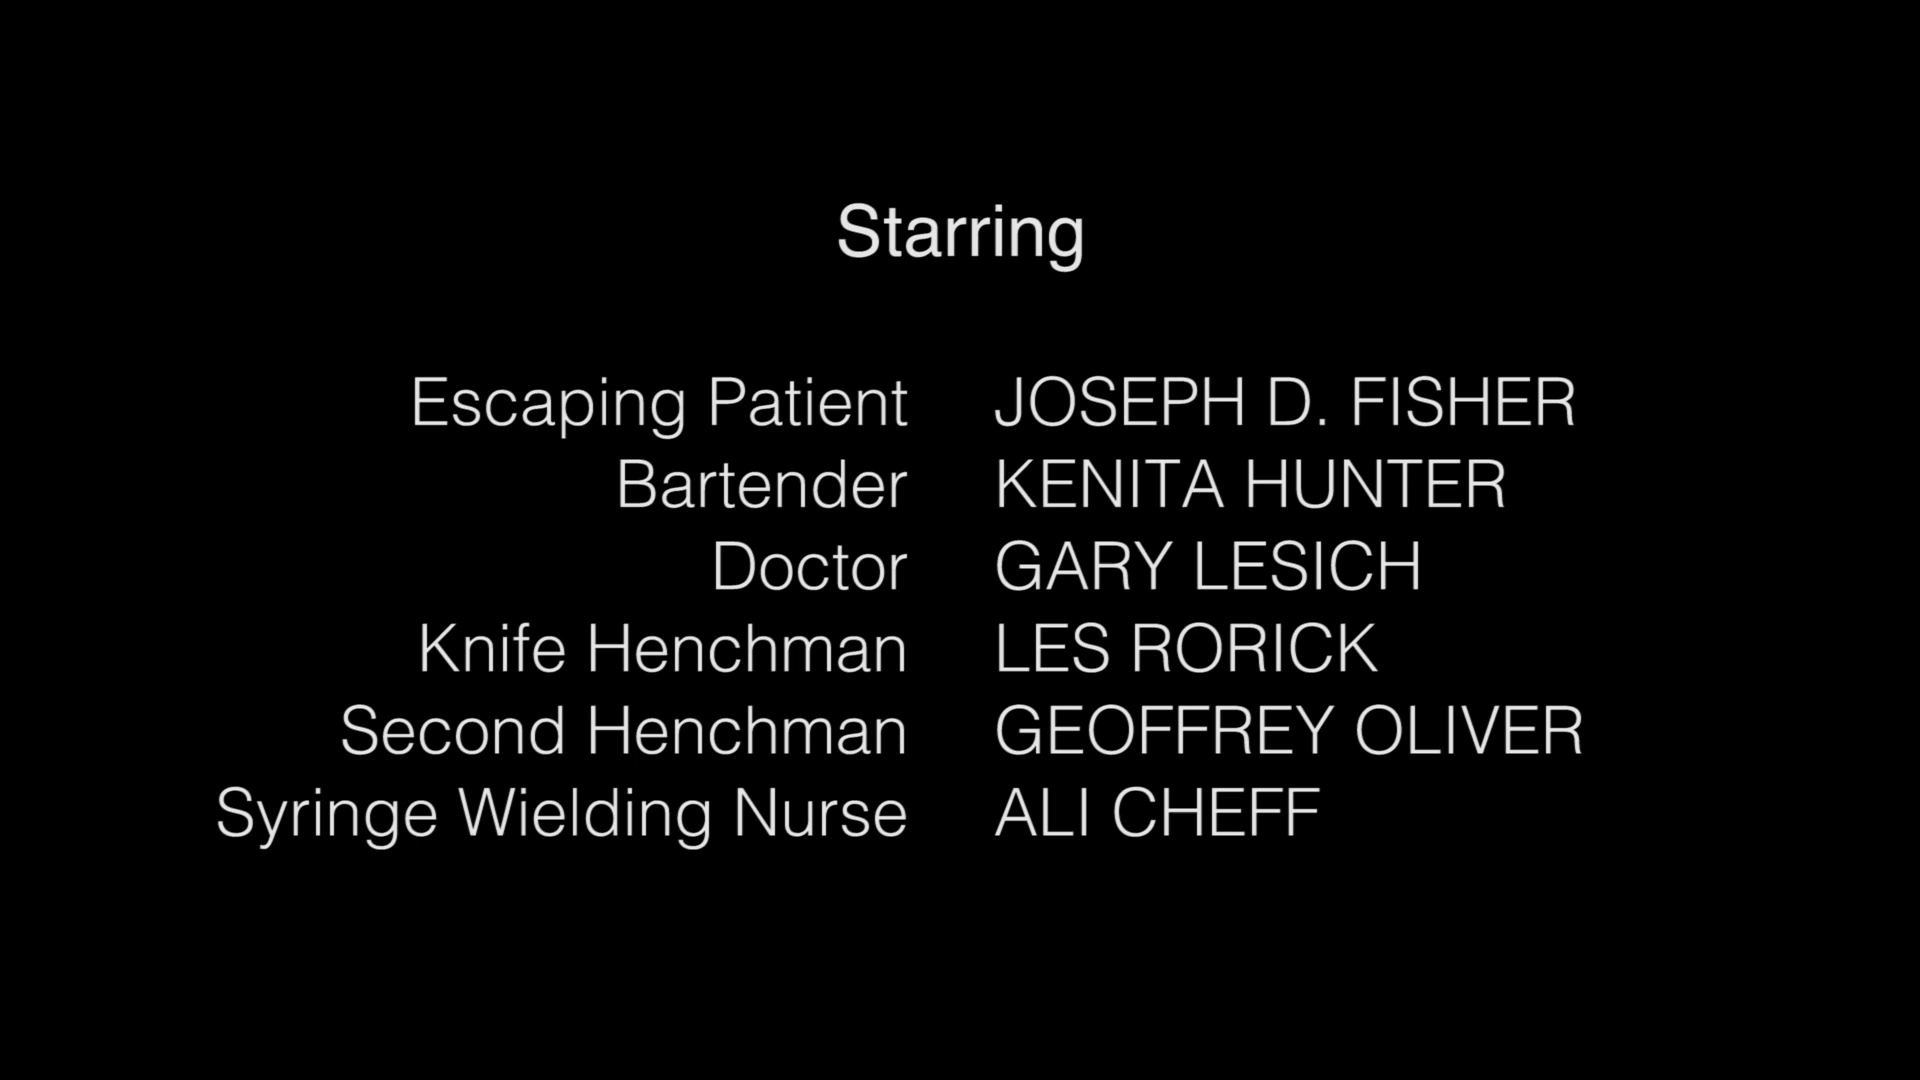 Starring
Escaping Patient JOSEPH D. FISHER
Bartender KENITA HUNTER
Doctor GARY LESICH
Knife Henchman LES RORICK
Second Henchman GEOFFREY OLIVER
Syringe Wielding Nurse ALI CHEFF